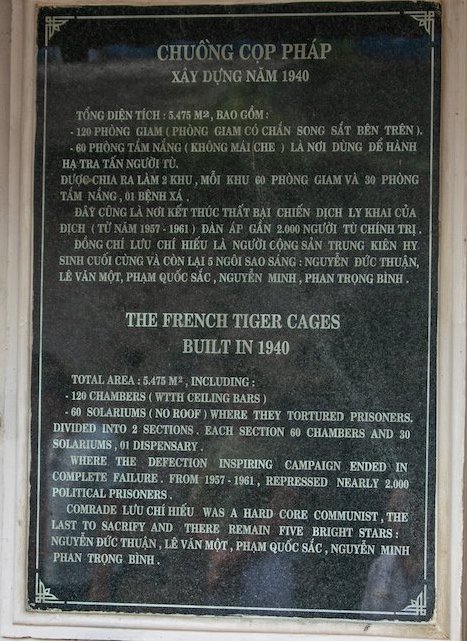 CHUỒNG CỌP PHÁP
XÂY DỰNG NĂM 1940
TỔNG DIỆN TÍCH : 5.475 M², BAO GỒM :
- 120 PHÒNG GIAM ( PHÒNG GIAM CÓ CHẤN SONG SẮT BÊN TRÊN ).
- 60 PHÒNG TẮM NẮNG ( KHÔNG MÁI CHE ) LÀ NƠI DÙNG ĐỂ HÀNH
HẠ TRA TẤN NGƯỜI TÙ.
ĐƯỢC CHIA RA LÀM 2 KHU , MỖI KHU 60 PHÒNG GIAM VÀ 30 PHÒNG
TẮM NẮNG , 01 BỆNH XÁ .
ĐÂY CŨNG LÀ NƠI KẾT THÚC THẤT BẠI CHIẾN DỊCH LY KHAI CỦA
ĐỊCH ( TỪ NĂM 1957 - 1961 ) ĐÀN ÁP GẦN 2.000 NGƯỜI TÙ CHÍNH TRỊ .
ĐỒNG CHÍ LƯU CHÍ HIẾU LÀ NGƯỜI CỘNG SẢN TRUNG KIÊN HY
SINH CUỐI CÙNG VÀ CÒN LẠI 5 NGÔI SAO SÁNG : NGUYỄN ĐỨC THUẬN,
LÊ VĂN MỘT, PHẠM QUỐC SẮC , NGUYỄN MINH , PHAN TRỌNG BÌNH .
THE FRENCH TIGER CAGES
BUILT IN 1940
TOTAL AREA : 5.475 M² , INCLUDING :
- 120 CHAMBERS ( WITH CEILING BARS )
- 60 SOLARIUMS ( NO ROOF ) WHERE THEY TORTURED PRISONERS.
DIVIDED INTO 2 SECTIONS . EACH SECTION 60 CHAMBERS AND 30
SOLARIUMS , 01 DISPENSARY .
WHERE THE DEFECTION INSPIRING CAMPAIGN ENDED IN
COMPLETE FAILURE . FROM 1957 - 1961 , REPRESSED NEARLY 2.000
POLITICAL PRISONERS .
COMRADE LƯU CHÍ HIẾU WAS A HARD CORE COMMUNIST , THE
LAST TO SACRIFY AND THERE REMAIN FIVE BRIGHT STARS :
NGUYỄN ĐỨC THUẬN , LÊ VĂN MỘT , PHẠM QUỐC SẮC , NGUYỄN MINH
PHAN TRỌNG BÌNH .